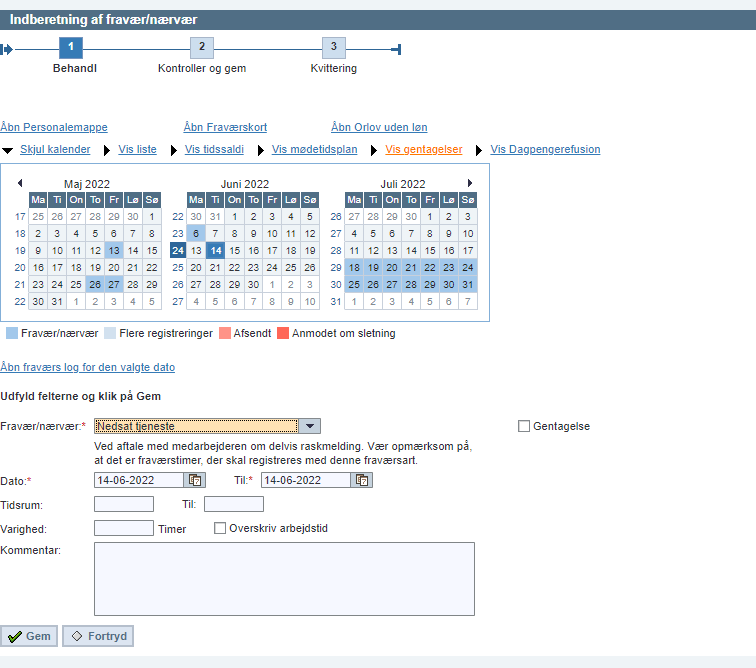 Indberetning af fravær/nærvær
1 2 3
Behandl Kontroller og gem Kvittering
Åbn Personalemappe Åbn Fraværskort Åbn Orlov uden løn
Skjul kalender Vis liste Vis tidssaldi Vis mødetidsplan Vis gentagelser Vis Dagpengerefusion
Maj 2022 Juni 2022 Juli 2022
Ma Ti On To Fr Lø Sø Ma Ti On To Fr Lø Sø Ma Ti On To Fr Lø Sø
17 25 26 27 28 29 30 1 22 30 31 1 2 3 4 5 26 27 28 29 30 1 2 3
18 2 3 4 5 6 7 8 23 6 7 8 9 10 11 12 27 4 5 6 7 8 9 10
19 9 10 11 12 13 14 15 24 13 14 15 16 17 18 19 28 11 12 13 14 15 16 17
20 16 17 18 19 20 21 22 25 20 21 22 23 24 25 26 29 18 19 20 21 22 23 24
21 23 24 25 26 27 28 29 26 27 28 29 30 1 2 3 30 25 26 27 28 29 30 31
22 30 31 1 2 3 4 5 27 4 5 6 7 8 9 10 31 1 2 3 4 5 6 7
Fravær/nærvær Flere registreringer Afsendt Anmodet om sletning
Åbn fraværs log for den valgte dato
Udfyld felterne og klik på Gem
Fravær/nærvær:* Nedsat tjeneste Gentagelse
Ved aftale med medarbejderen om delvis raskmelding. Vær opmærksom på,
at det er fraværstimer, der skal registreres med denne fraværsart.
Dato:* 14-06-2022 Til:* 14-06-2022
Tidsrum: Til:
Varighed: Timer Overskriv arbejdstid
Kommentar:
Gem Fortryd